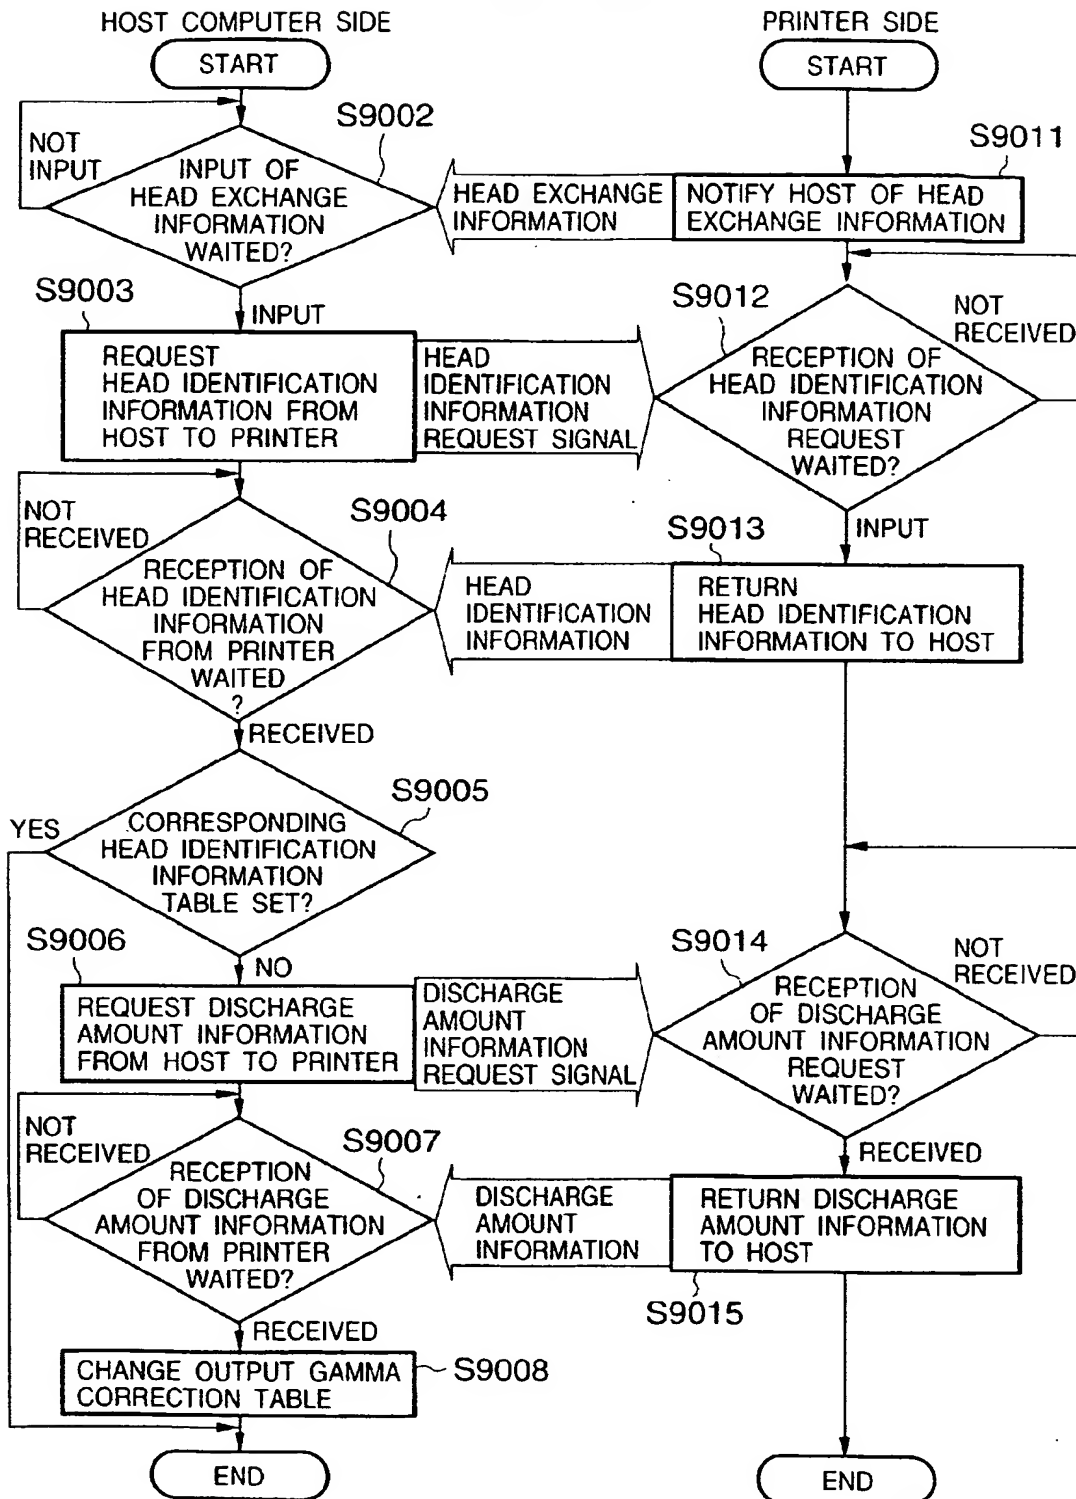 HOST COMPUTER SIDE
START
NOT
INPUT
S9002
INPUT OF
HEAD EXCHANGE
INFORMATION
WAITED?
INPUT
S9003
REQUEST
HEAD IDENTIFICATION
INFORMATION FROM
HOST TO PRINTER
NOT
RECEIVED
S9004
RECEPTION OF
HEAD IDENTIFICATION
INFORMATION
FROM PRINTER
WAITED
?
RECEIVED
S9005
YES
CORRESPONDING
HEAD IDENTIFICATION
INFORMATION
TABLE SET?
NO
S9006
REQUEST DISCHARGE
AMOUNT INFORMATION
FROM HOST TO PRINTER
NOT
RECEIVED
S9007
RECEPTION
OF DISCHARGE
AMOUNT INFORMATION
FROM PRINTER
WAITED?
RECEIVED
CHANGE OUTPUT GAMMA
CORRECTION TABLE
S9008
END
HEAD EXCHANGE
INFORMATION
HEAD
IDENTIFICATION
INFORMATION
REQUEST SIGNAL
HEAD
IDENTIFICATION
INFORMATION
DISCHARGE
AMOUNT
INFORMATION
REQUEST SIGNAL
DISCHARGE
AMOUNT
INFORMATION
PRINTER SIDE
START
S9011
NOTIFY HOST OF HEAD
EXCHANGE INFORMATION
S9012
NOT
RECEIVED
RECEPTION OF
HEAD IDENTIFICATION
INFORMATION
REQUEST
WAITED?
INPUT
S9013
RETURN
HEAD IDENTIFICATION
INFORMATION TO HOST
S9014
NOT
RECEIVED
RECEPTION
OF DISCHARGE
AMOUNT INFORMATION
REQUEST
WAITED?
RECEIVED
RETURN DISCHARGE
AMOUNT INFORMATION
TO HOST
S9015
END